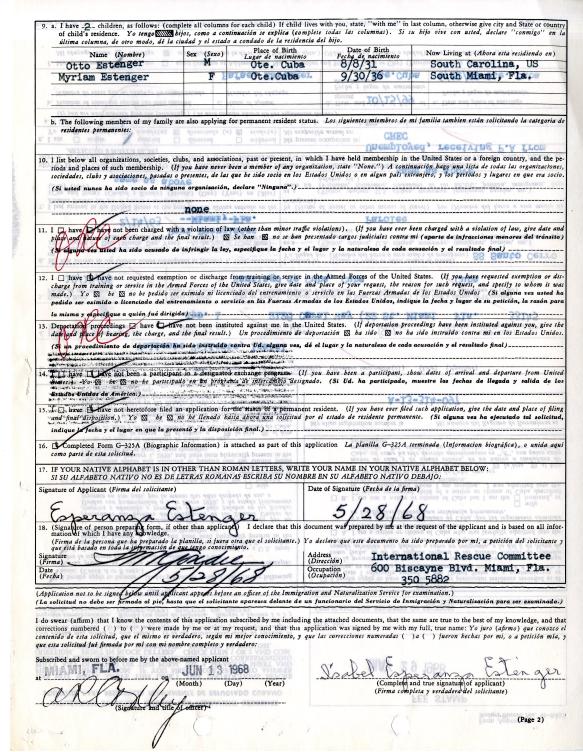 9. a. I have 2 children, as follows: (complete all columns for each child) If child lives with you, state "with me" in last column, otherwise give city and State or country
of child's residence. Yo tengo hijos, como a continuación se explica (complete todas las columnas). Si su hijo vive con usted, declare "conmigo" en la
última columna, de otro modo, dé la ciudad y el estado o condado de la residencia del hijo.
Name (Nombre) Sex (Sexo) Place of Birth Lugar de nacimiento Date of Birth Fecha de nacimiento Now Living at (Ahora esta residiendo en)
Otto Estenger M Ote. Cuba 8/8/31 South Carolina, US
Myriam Estenger F Ote.Cuba 9/30/36 South Miami, Fla.
b. The following members of my family are also applying for permanent resident status. Los siguientes miembros de mi familia tambien están solicitando la categoria de
residentes permanentes:
10. I list below all organizations, societies, clubs, and associations, past or present, in which I have held membership in the United States or a foreign country, and the pe-
riods and places of such membership. (If you have never been a member of any organization, state "None".) A continuación hago una lista de todas las organizaciones,
sociedades, clubs y asociaciones, pasadas o presentes, de las que he sido socio en los Estados Unidos o en algun país extranjero, y los períodos y lugares en que era socio.
(Si usted nunca ha sido socio de ninguna organización, declare "Ninguna").
none
11. I have have not been charged with a violation of law (other than minor traffic violations). (If you have ever been charged with a violation of law, give date and
place and nature of each charge and the final result.) Se han no se han presentado cargos judiciales contra mí (aparte de infracciones menores del tránsito)
(Si alguna vez usted ha sido acusado de infringir la ley, especifique la fecha y el lugar y la naturaleza de cada acusación y el resultado final)
12. I have have not requested exemption or discharge from training or service in the Armed Forces of the United States. (If you have requested exemption or dis-
charge from training or service in the Armed Forces of the United States, give date and place of your request, the reason for such request, and specify to whom it was
made.) Yo he no he pedido ser eximido ni licenciado del entrenamiento o servicio en las Fuerzas Armadas de los Estados Unidos. (Si alguna vez usted ha
pedido ser eximido o licenciado del entrenamiento o servicio en las Fuerzas Armadas de los Estados Unidos, indique la fecha y lugar de su petición, la razón para
la misma y especifique a quién fué dirigida)
13. Deportation proceedings have have not been instituted against me in the United States. (If deportation proceedings have been instituted against you, give the
date and place of hearing, the charge, and the final result.) Un procedimiento de deportación ha sido no ha sido instruido contra mí en los Estados Unidos.
(Si un procedimiento de deportación ha sido instruido contra Ud. alguna vez, dé el lugar y la naturaleza de cada acusación y el resultado final)
14. I have have not been a participant in a designated exchange program. (If you have been a participant, show dates of arrival and departure from United
States. Yo he no he participado en un programa de intercambio designado. (Si Ud. ha participado, muestre las fechas de llegada y salida de los
Estados Unidos de América.)
15. I have have not heretofore filed an application for the status of a permanent resident. (If you have ever filed such application, give the date and place of filing
and final disposition.) Yo he no he llenado hasta ahora una solicitud por el estado de residente permanente. (Si alguna vez ha ejecutado tal solicitud,
indique la fecha y el lugar en que la presentó y la disposición final.)
16. Completed Form G-325A (Biographic Information) is attached as part of this application La planilla G-325A terminada (Informacion biográfica), o unida aqui
como parte de esta solicitud.
17. IF YOUR NATIVE ALPHABET IS IN OTHER THAN ROMAN LETTERS, WRITE YOUR NAME IN YOUR NATIVE ALPHABET BELOW:
SI SU ALFABETO NATIVO NO ES DE LETRAS ROMANAS ESCRIBA SU NOMBRE EN SU ALFABETO NATIVO DEBAJO:
Signature of Applicant (Firma del solicitante) Date of Signature (Fecha de la firma)
Esperanza Estenger 5/28/68
18. (Signature of person preparing form, if other than applicant) I declare that this document was prepared by me at the request of the applicant and is based on all infor-
mation of which I have any knowledge.
(Firma de la persona que ha preparado la planilla, si fuera otra que el solicitante.) Yo declaro que este documento ha sido preparado por mí, a petición del solicitante y
que está basado en toda la información de que tengo conocimiento.
Signature (Firma)
Address (Dirección) International Rescue Committee
Occupation (Ocupación) 600 Biscayne Blvd. Miami, Fla.
350 5882
Date (Fecha) 5/28/68
(Application not to be signed below until applicant appears before an officer of the Immigration and Naturalization Service for examination.)
(La solicitud no debe ser firmada al pie, hasta que el solicitante aparezca delante de un funcionario del Servicio de Inmigración y Naturalización para ser examinado.)
I do swear (affirm) that I know the contents of this application subscribed by me including the attached documents, that the same are true to the best of my knowledge, and that
corrections numbered ( ) to ( ) were made by me or at my request, and that this application was signed by me with my full, true name: Yo juro (afirmo) que conozco el
contenido de esta solicitud, que el mismo es verdadero, según mi mejor conocimiento, y que las correcciones numeradas ( ) a ( ) fueron hechas por mí, o a petición mía, y
que esta solicitud fué firmada por mí con mi nombre completo y verdadero:
Subscribed and sworn to before me by the above-named applicant
at MIAMI, FLA. JUN 13 1968
(Month) (Day) (Year)
(Signature and title of officer)
Isabel Esperanza Estenger
(Complete and true signature of applicant)
(Firma completa y verdadera del solicitante)
(Page 2)